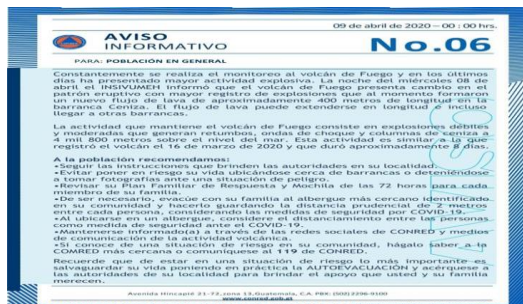 09 de abril de 2020 – 00 : 00 hrs.
AVISO
INFORMATIVO
No.06
PARA: POBLACIÓN EN GENERAL
Constantemente se realiza el monitoreo al volcán de Fuego y en los últimos
días ha presentado mayor actividad explosiva. La noche del miércoles 08 de
abril el INSIVUMEH informó que el volcán de Fuego presenta cambio en el
patrón eruptivo con mayor registro de explosiones que al momento formaron
un nuevo flujo de lava de aproximadamente 400 metros de longitud en la
barranca Ceniza. El flujo de lava puede extenderse en longitud e incluso
llegar a otras barrancas.
La actividad que mantiene el volcán de Fuego consiste en explosiones débiles
y moderadas que generan retumbos, ondas de choque y columnas de ceniza a
4 mil 800 metros sobre el nivel del mar. Esta actividad es similar a la que
registró el volcán el 16 de marzo de 2020 y que duró aproximadamente 8 días.
A la población recomendamos:
•Seguir las instrucciones que brinden las autoridades en su localidad.
•Evitar poner en riesgo su vida ubicándose cerca de barrancas o deteniéndose
a tomar fotografías ante una situación de peligro.
•Revisar su Plan Familiar de Respuesta y Mochila de las 72 horas para cada
miembro de su familia.
•De ser necesario, evacúe con su familia al albergue más cercano identificado
en su comunidad y hacerlo guardando la distancia prudencial de 2 metros
entre cada persona, considerando las medidas de seguridad por COVID-19.
•Al ubicarse en un albergue, considere el distanciamiento entre las personas
como medida de seguridad ante el COVID-19.
•Mantenerse informado(a) a través de las redes sociales de CONRED y medios
de comunicación de la actividad volcánica.
•Si conoce de una situación de riesgo en su comunidad, hágalo saber a la
COMRED más cercana o comuníquese al 119 de CONRED.
Recuerde que de estar en una situación de riesgo lo más importante es
salvaguardar su vida poniendo en práctica la AUTOEVACUACIÓN y acérquese a
las autoridades de su localidad para brindar el apoyo que usted y su familia
merecen.
Avenida Hincapié 21-72, zona 13, Guatemala, C.A. PBX: (502) 2296-9100
www.conred.gob.gt